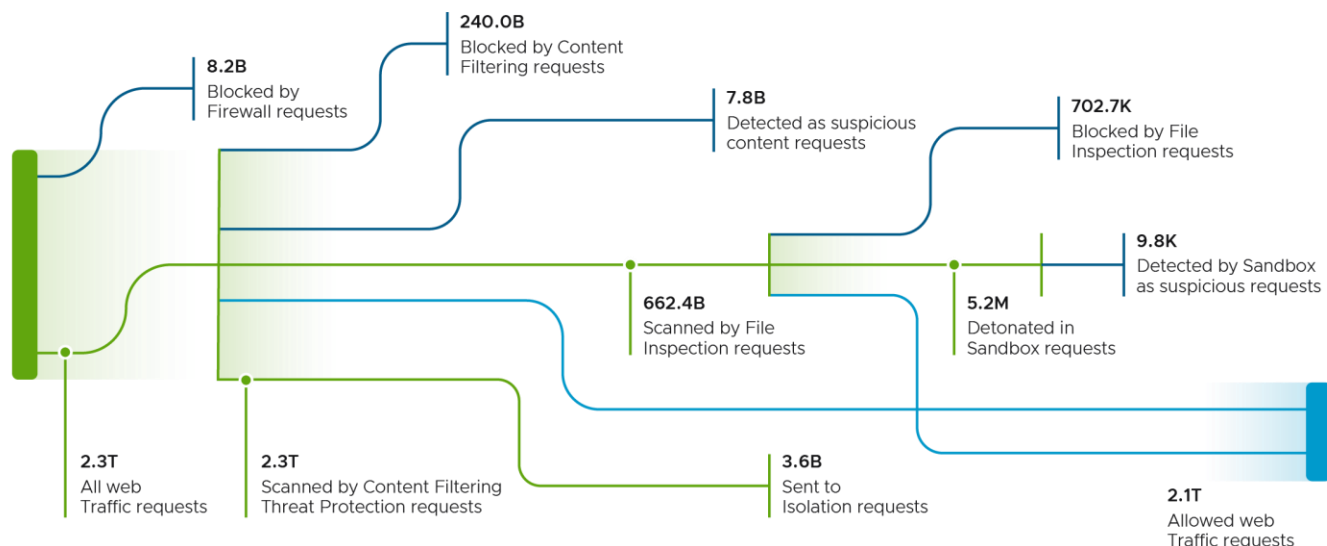 240.0B
Blocked by Content
Filtering requests
8.2B
Blocked by
Firewall requests
7.8B
Detected as suspicious
content requests
702.7K
Blocked by File
Inspection requests
9.8K
Detected by Sandbox
as suspicious requests
662.4B
Scanned by File
Inspection requests
5.2M
Detonated in
Sandbox requests
2.3T
All web
Traffic requests
2.3T
Scanned by Content Filtering
Threat Protection requests
3.6B
Sent to
Isolation requests
2.1T
Allowed web
Traffic requests